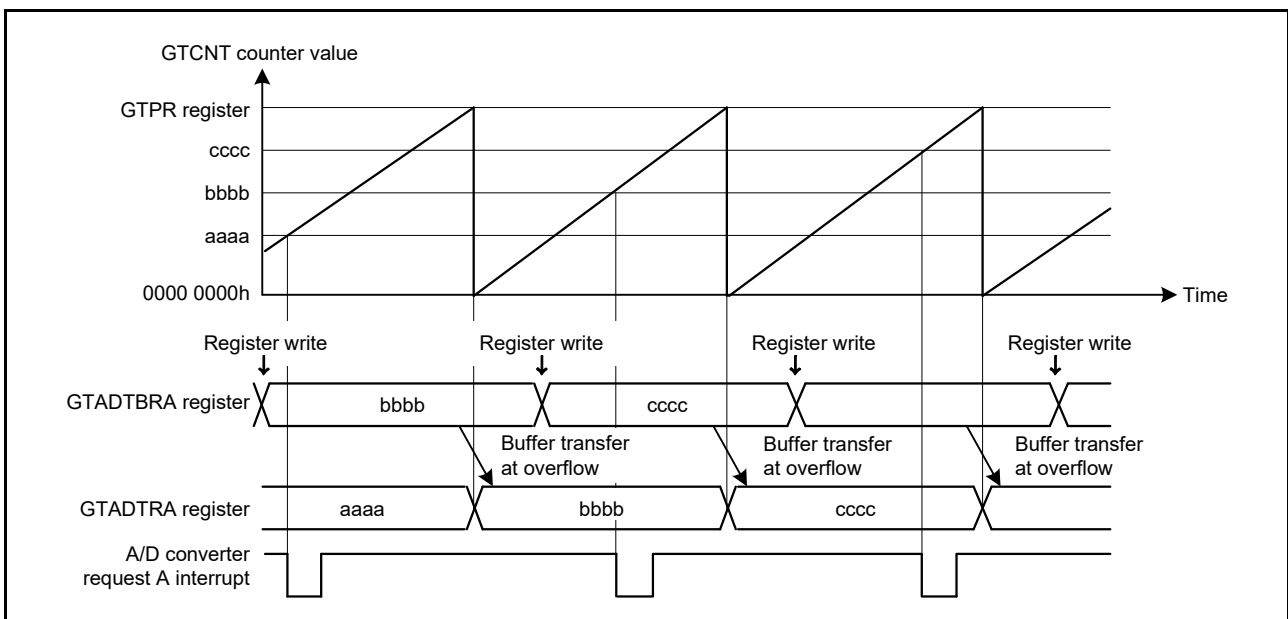 GTCNT counter value
GTPR register
cccc
bbbb
aaaa
0000 0000h
Time
Register write
Register write
Register write
Register write
GTADTBRA register
bbbb
cccc
Buffer transfer
at overflow
Buffer transfer
at overflow
Buffer transfer
at overflow
GTADTRA register
aaaa
bbbb
cccc
A/D converter
request A interrupt